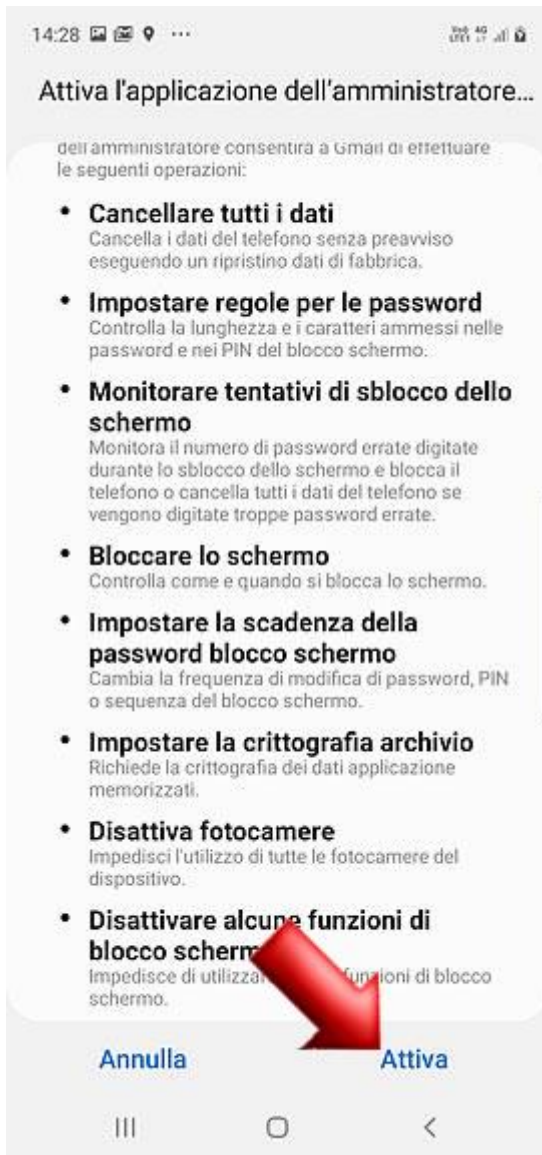 14:28
Attiva l'applicazione dell'amministratore...
dell'amministratore consentirà a Gmail di effettuare
le seguenti operazioni:
• Cancellare tutti i dati
Cancella i dati del telefono senza preavviso
eseguendo un ripristino dati di fabbrica.
• Impostare regole per le password
Controlla la lunghezza e i caratteri ammessi nelle
password e nei PIN del blocco schermo.
• Monitorare tentativi di sblocco dello
schermo
Monitora il numero di password errate digitate
durante lo sblocco dello schermo e blocca il
telefono o cancella tutti i dati del telefono se
vengono digitate troppe password errate.
• Bloccare lo schermo
Controlla come e quando si blocca lo schermo.
• Impostare la scadenza della
password blocco schermo
Cambia la frequenza di modifica di password, PIN
o sequenza del blocco schermo.
• Impostare la crittografia archivio
Richiede la crittografia dei dati applicazione
memorizzati.
• Disattiva fotocamere
Impedisci l'utilizzo di tutte le fotocamere del
dispositivo.
• Disattivare alcune funzioni di
blocco scherm
Impedisce di utilizza funzioni di blocco
schermo.
Annulla Attiva